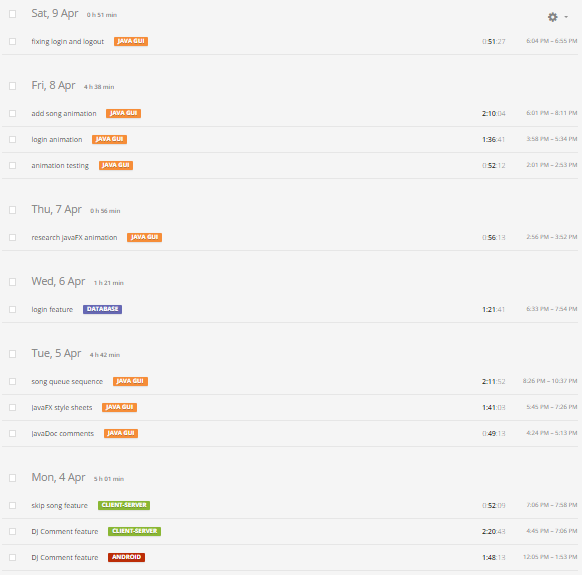 Sat, 9 Apr 0 h 51 min
fixing login and logout JAVA GUI 0:51:27 6:04 PM – 6:55 PM
Fri, 8 Apr 4 h 38 min
add song animation JAVA GUI 2:10:04 6:01 PM – 8:11 PM
login animation JAVA GUI 1:36:41 3:58 PM – 5:34 PM
animation testing JAVA GUI 0:52:12 2:01 PM – 2:53 PM
Thu, 7 Apr 0 h 56 min
research javaFX animation JAVA GUI 0:56:13 2:56 PM – 3:52 PM
Wed, 6 Apr 1 h 21 min
login feature DATABASE 1:21:41 6:33 PM – 7:54 PM
Tue, 5 Apr 4 h 42 min
song queue sequence JAVA GUI 2:11:52 8:26 PM – 10:37 PM
JavaFX style sheets JAVA GUI 1:41:03 5:45 PM – 7:26 PM
JavaDoc comments JAVA GUI 0:49:13 4:24 PM – 5:13 PM
Mon, 4 Apr 5 h 01 min
skip song feature CLIENT-SERVER 0:52:09 7:06 PM – 7:58 PM
DJ Comment feature CLIENT-SERVER 2:20:43 4:45 PM – 7:06 PM
DJ Comment feature ANDROID 1:48:13 12:05 PM – 1:53 PM